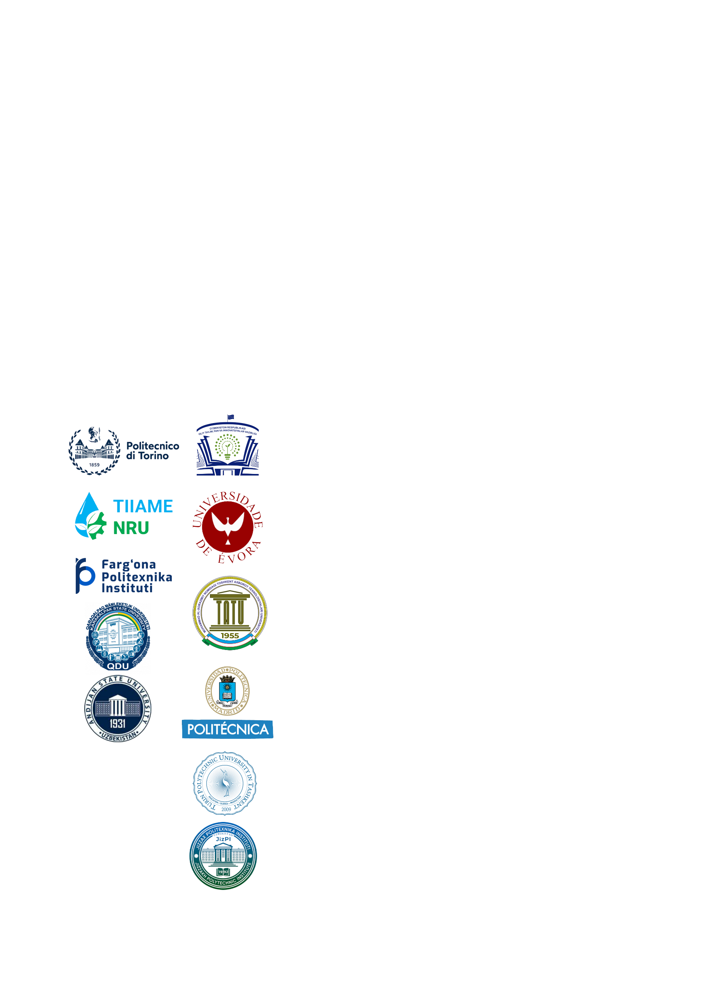 Politecnico
di Torino
1859
O'ZBEKISTON RESPUBLIKASI
OLIY TA'LIM, FAN VA INNOVATSIYALAR VAZIRLIGI
TIIAME
NRU
UNIVERSIDADE
DE ÉVORA
Farg‘ona
Politexnika
Instituti
MUHAMMAD AL-XORAZMIY NOMIDAGI TOSHKENT AXBOROT TEXNOLOGIYALARI UNIVERSITETI
TATU
1955
QARAQALPAQ MÁMLEKETLIK UNIVERSITETI
KARAKALPAK STATE UNIVERSITY
QMU
QDU
ANDIJAN STATE UNIVERSITY
1931
UZBEKISTAN
UNIVERSIDAD POLITECNICA
MADRID
POLITÉCNICA
TURIN POLYTECHNIC UNIVERSITY IN TASHKENT
EDUCATION · SCIENCE · PRODUCTION
2009
JIZZAX POLITEXNIKA INSTITUTI
UZBEKISTAN
JizPI
1992
JIZZAKH POLYTECHNIC INSTITUTE